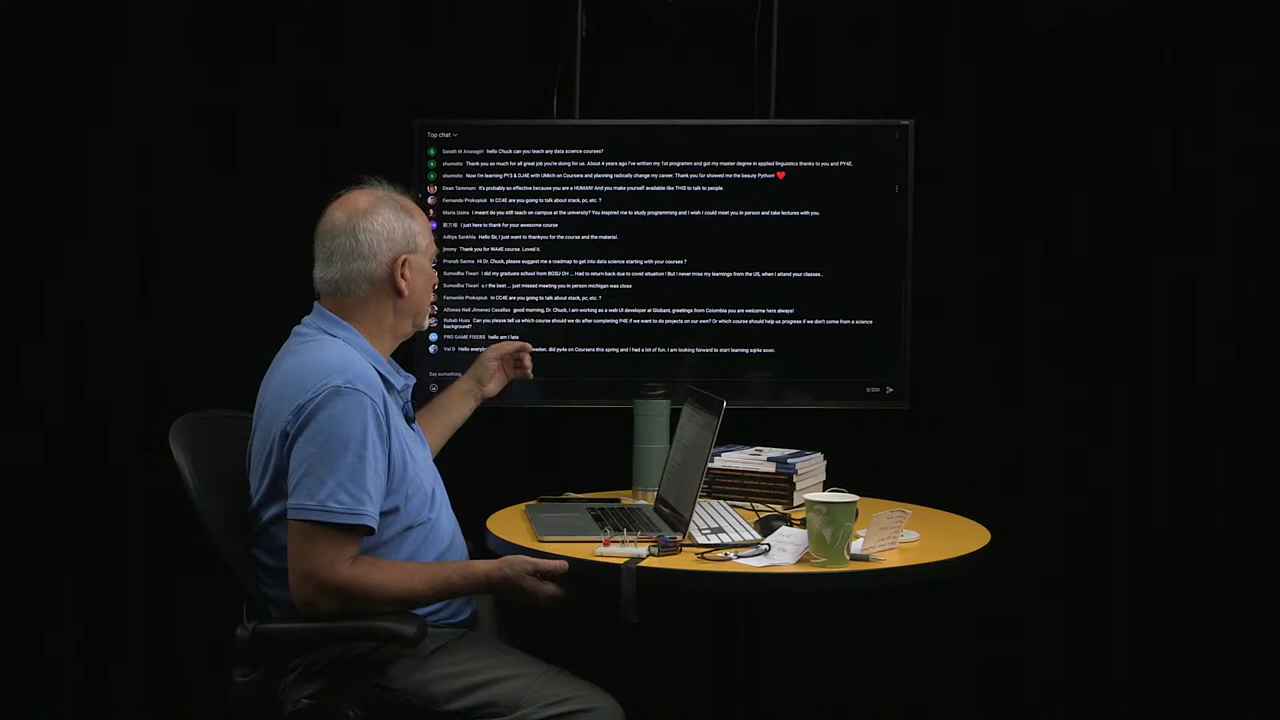 Top chat
Sarath M Arunagiri hello Chuck can you teach any data science courses?
shumstic Thank you so much for all great job you're doing for us. About 4 years ago I've written my 1st programm and got my master degree in applied linguistics thanks to you and PY4E.
shumstic Now I'm learning PY3 & DJ4E with UMich on Coursera and planning radically change my career. Thank you for showed me the beauty Python! ❤️
Dean Tammam It's probably so effective because you are a HUMAN! And you make yourself available like THIS to talk to people.
Fernando Prokopiuk In CC4E are you going to talk about stack, pc, etc. ?
Maria Usina I meant do you still teach on campus at the university? You inspired me to study programming and I wish I could meet you in person and take lectures with you.
I just here to thank for your awesome course
Aditya Sankhla Hello Sir, I just want to thankyou for the course and the material.
jimmy Thank you for WA4E course. Loved it.
Pranab Sarma Hi Dr. Chuck, please suggest me a roadmap to get into data science starting with your courses ?
Sumedha Tiwari I did my graduate school from BGSU OH ... Had to return back due to covid situation ! But I never miss my learnings from the US, when I attend your classes..
Sumedha Tiwari u r the best ... just missed meeting you in person michigan was close
Fernando Prokopiuk In CC4E are you going to talk about stack, pc, etc. ?
Alfonso Neil Jimenez Casallas good morning, Dr. Chuck, I am working as a web UI developer at Globant, greetings from Colombia you are welcome here always!
Rubab Huss Can you please tell us which course should we do after completing P4E if we want to do projects on our own? Or which course should help us progress if we don't come from a science
background?
PRO GAME FIXERS hello am I late
Val D Hello everyb weden. did py4e on Coursera this spring and I had a lot of fun. I am looking forward to start learning sql4e soon.
Say something
0/200